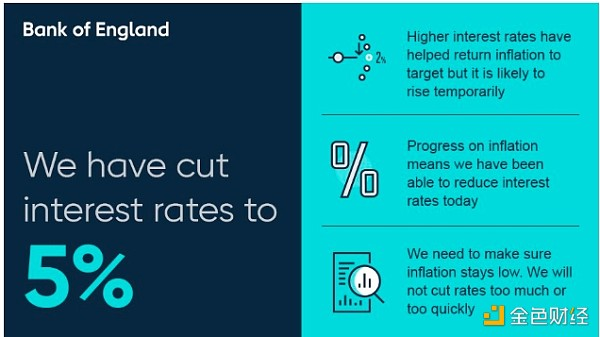 Bank of England
We have cut
interest rates to
5%
2%
Higher interest rates have
helped return inflation to
target but it is likely to
rise temporarily
%
Progress on inflation
means we have been
able to reduce interest
rates today
We need to make sure
inflation stays low. We will
not cut rates too much or
too quickly
金色财经